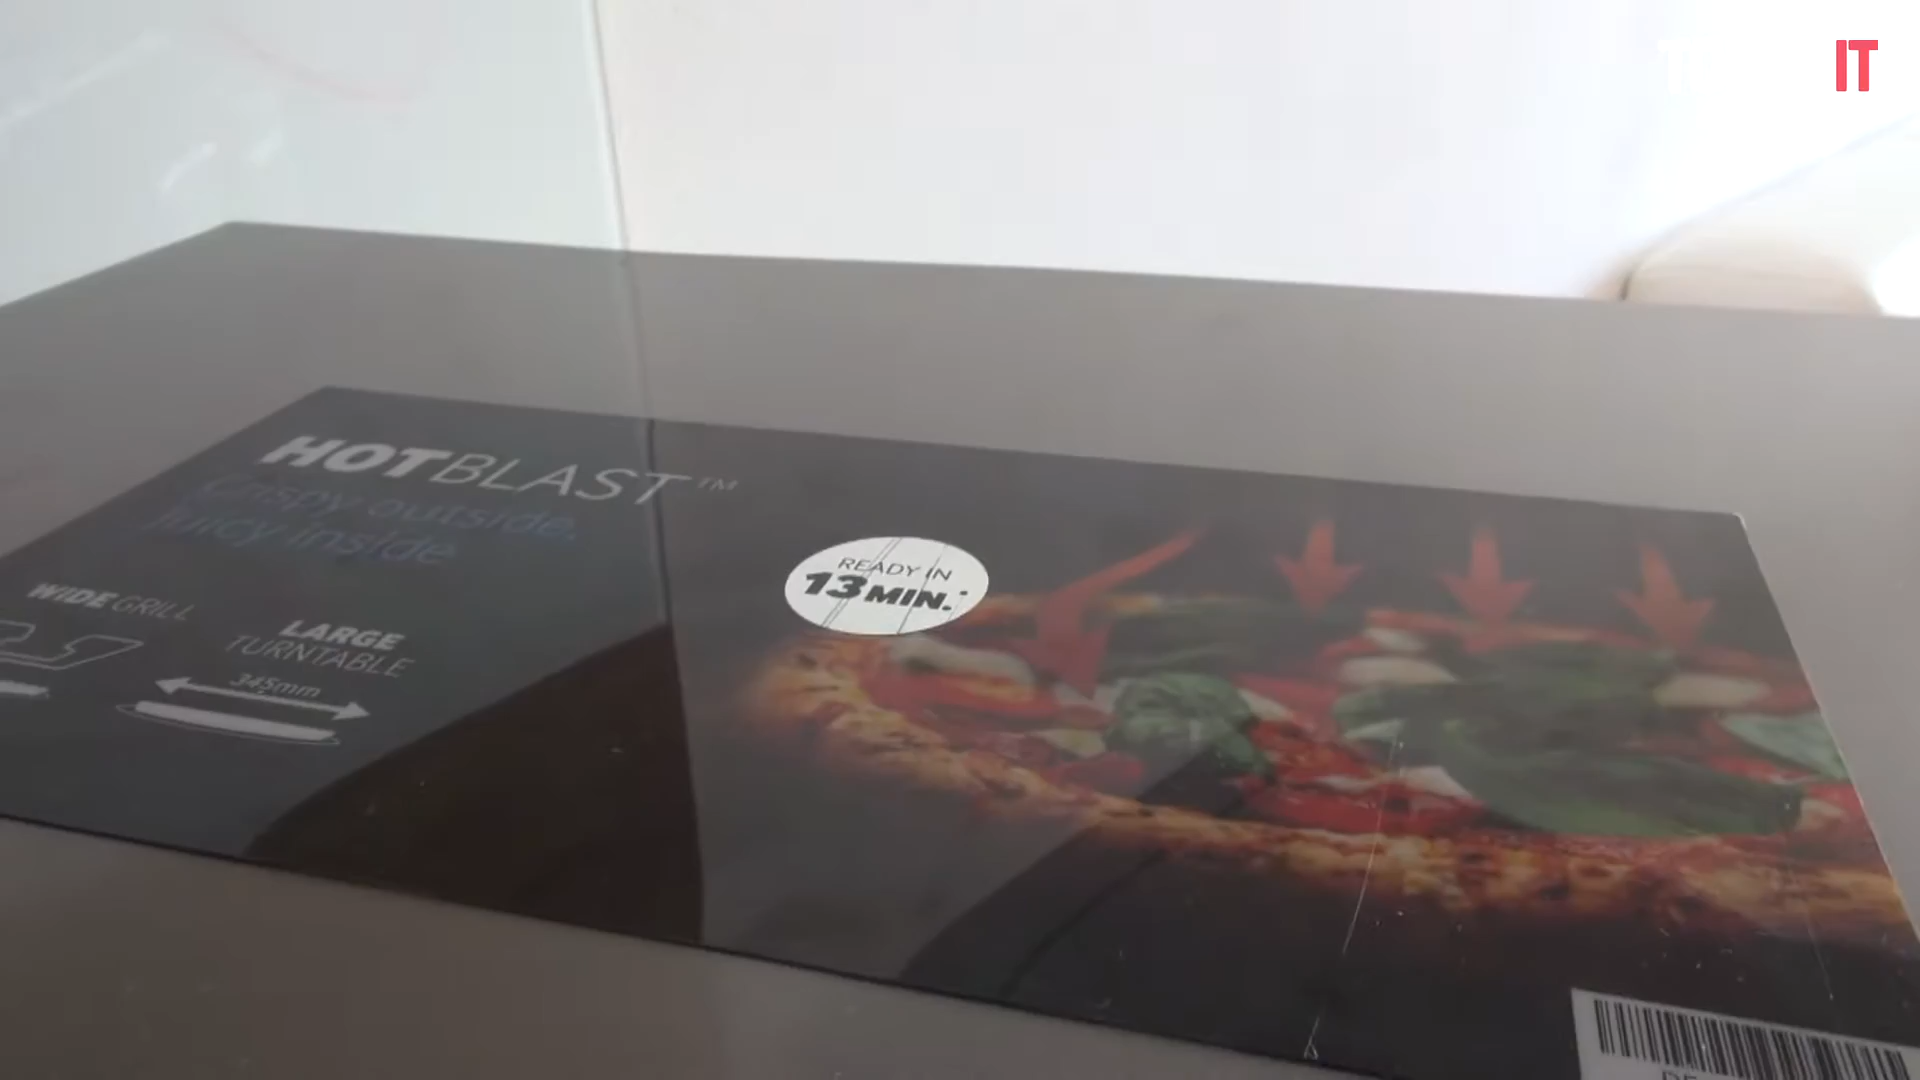 IT
HOTBLAST™
Crispy outside,
Juicy inside
READY IN
13 MIN.*
WIDE GRILL
LARGE
TURNTABLE
345mm